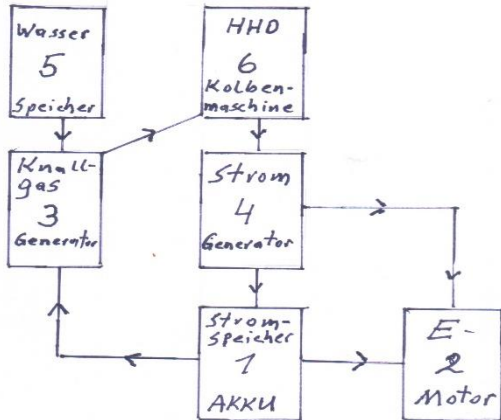 Wasser
5
Speicher
HHO
6
Kolben-
maschine
Knall-
gas
3
Generator
Strom
4
Generator
Strom-
speicher
1
AKKU
E-
2
Motor